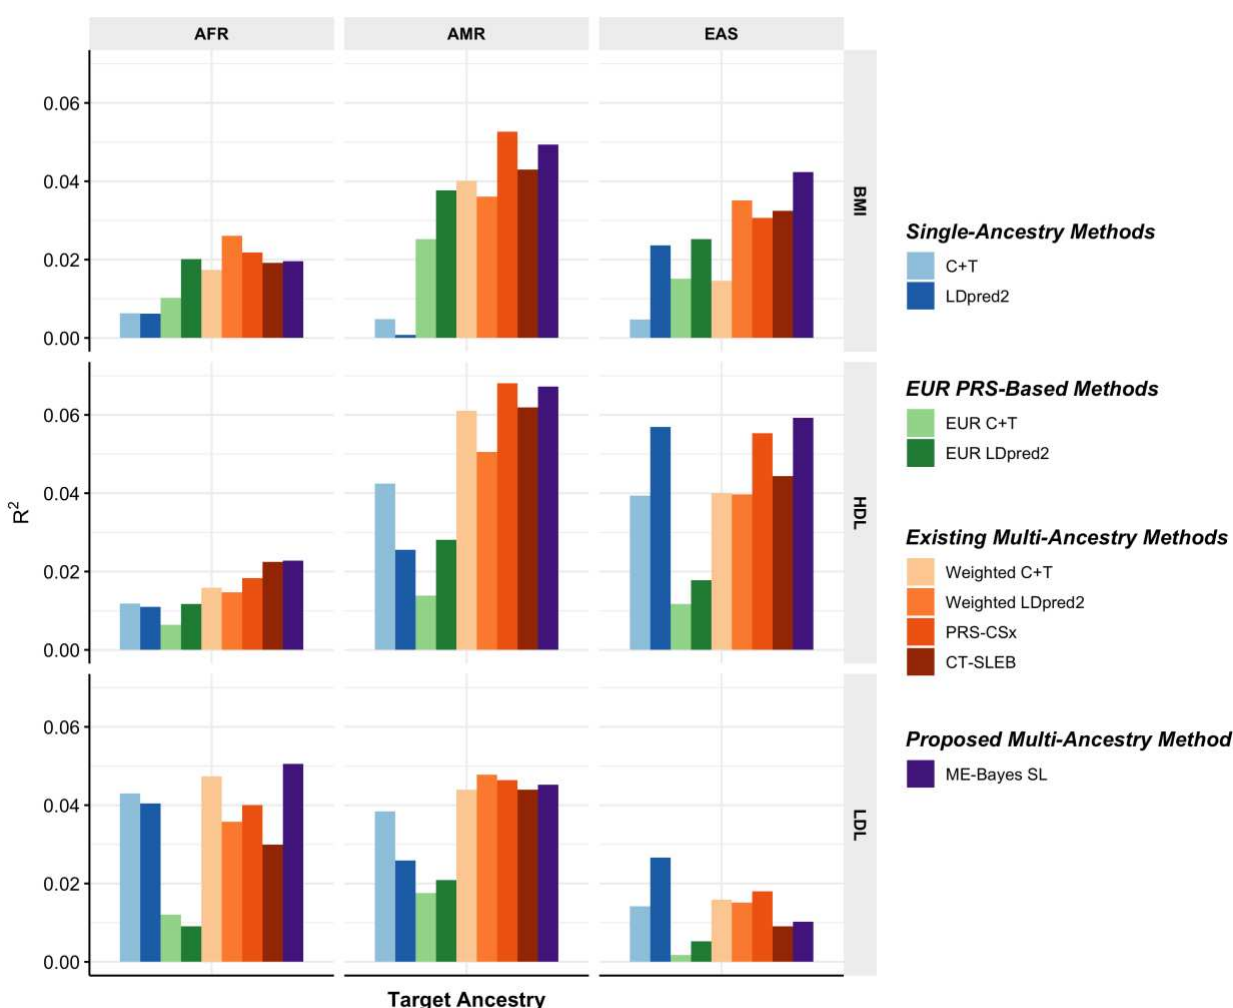 AFR
AMR
EAS
0.06
0.04
0.02
0.00
BMI
0.06
0.04
0.02
0.00
HDL
0.06
0.04
0.02
0.00
LDL
R²
Target Ancestry
Single-Ancestry Methods
C+T
LDpred2
EUR PRS-Based Methods
EUR C+T
EUR LDpred2
Existing Multi-Ancestry Methods
Weighted C+T
Weighted LDpred2
PRS-CSx
CT-SLEB
Proposed Multi-Ancestry Method
ME-Bayes SL